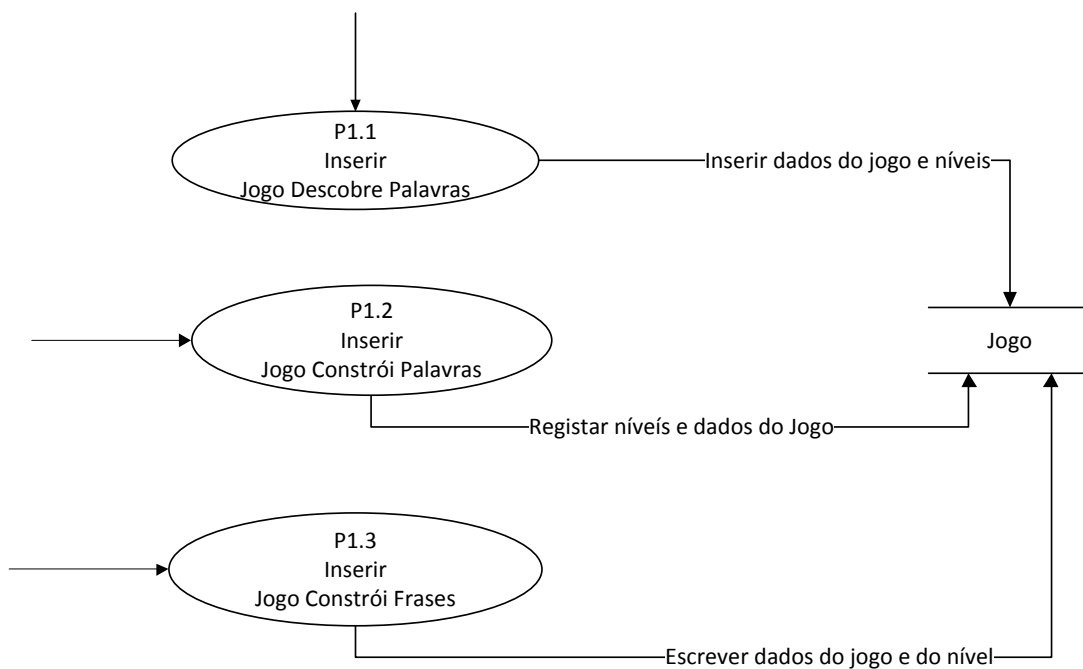 P1.1
Inserir
Jogo Descobre Palavras
Inserir dados do jogo e níveis
P1.2
Inserir
Jogo Constrói Palavras
Jogo
Registar níveís e dados do Jogo
P1.3
Inserir
Jogo Constrói Frases
Escrever dados do jogo e do nível